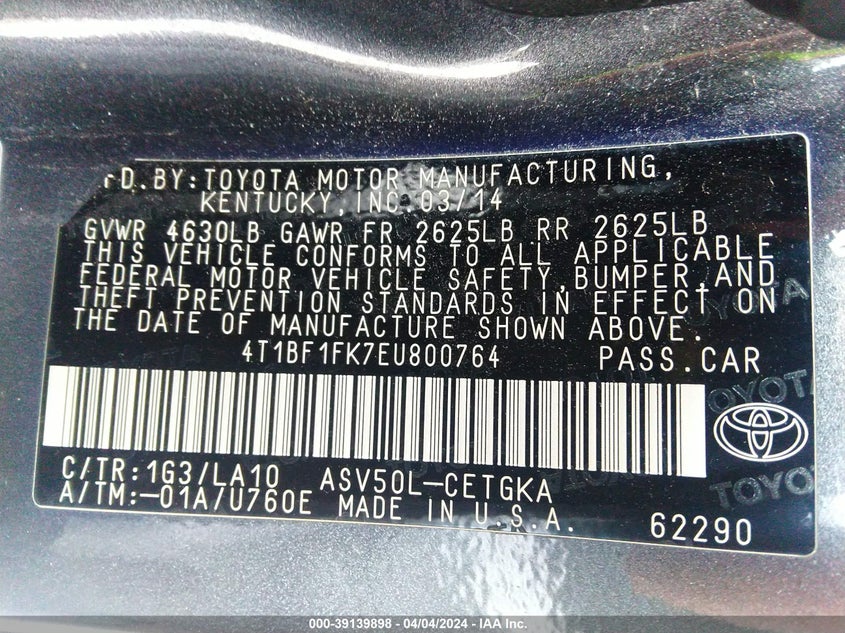 FD.BY:TOYOTA MOTOR MANUFACTURING,
KENTUCKY,INC. 03/14
GVWR 4630LB GAWR FR 2625LB RR 2625LB
THIS VEHICLE CONFORMS TO ALL APPLICABLE
FEDERAL MOTOR VEHICLE SAFETY,BUMPER,AND
THEFT PREVENTION STANDARDS IN EFFECT ON
THE DATE OF MANUFACTURE SHOWN ABOVE.
4T1BF1FK7EU800764 PASS.CAR
C/TR:1G3/LA10 ASV50L-CETGKA
A/TM:-01A/U760E MADE IN U.S.A. 62290
000-39139898 - 04/04/2024 - IAA Inc.